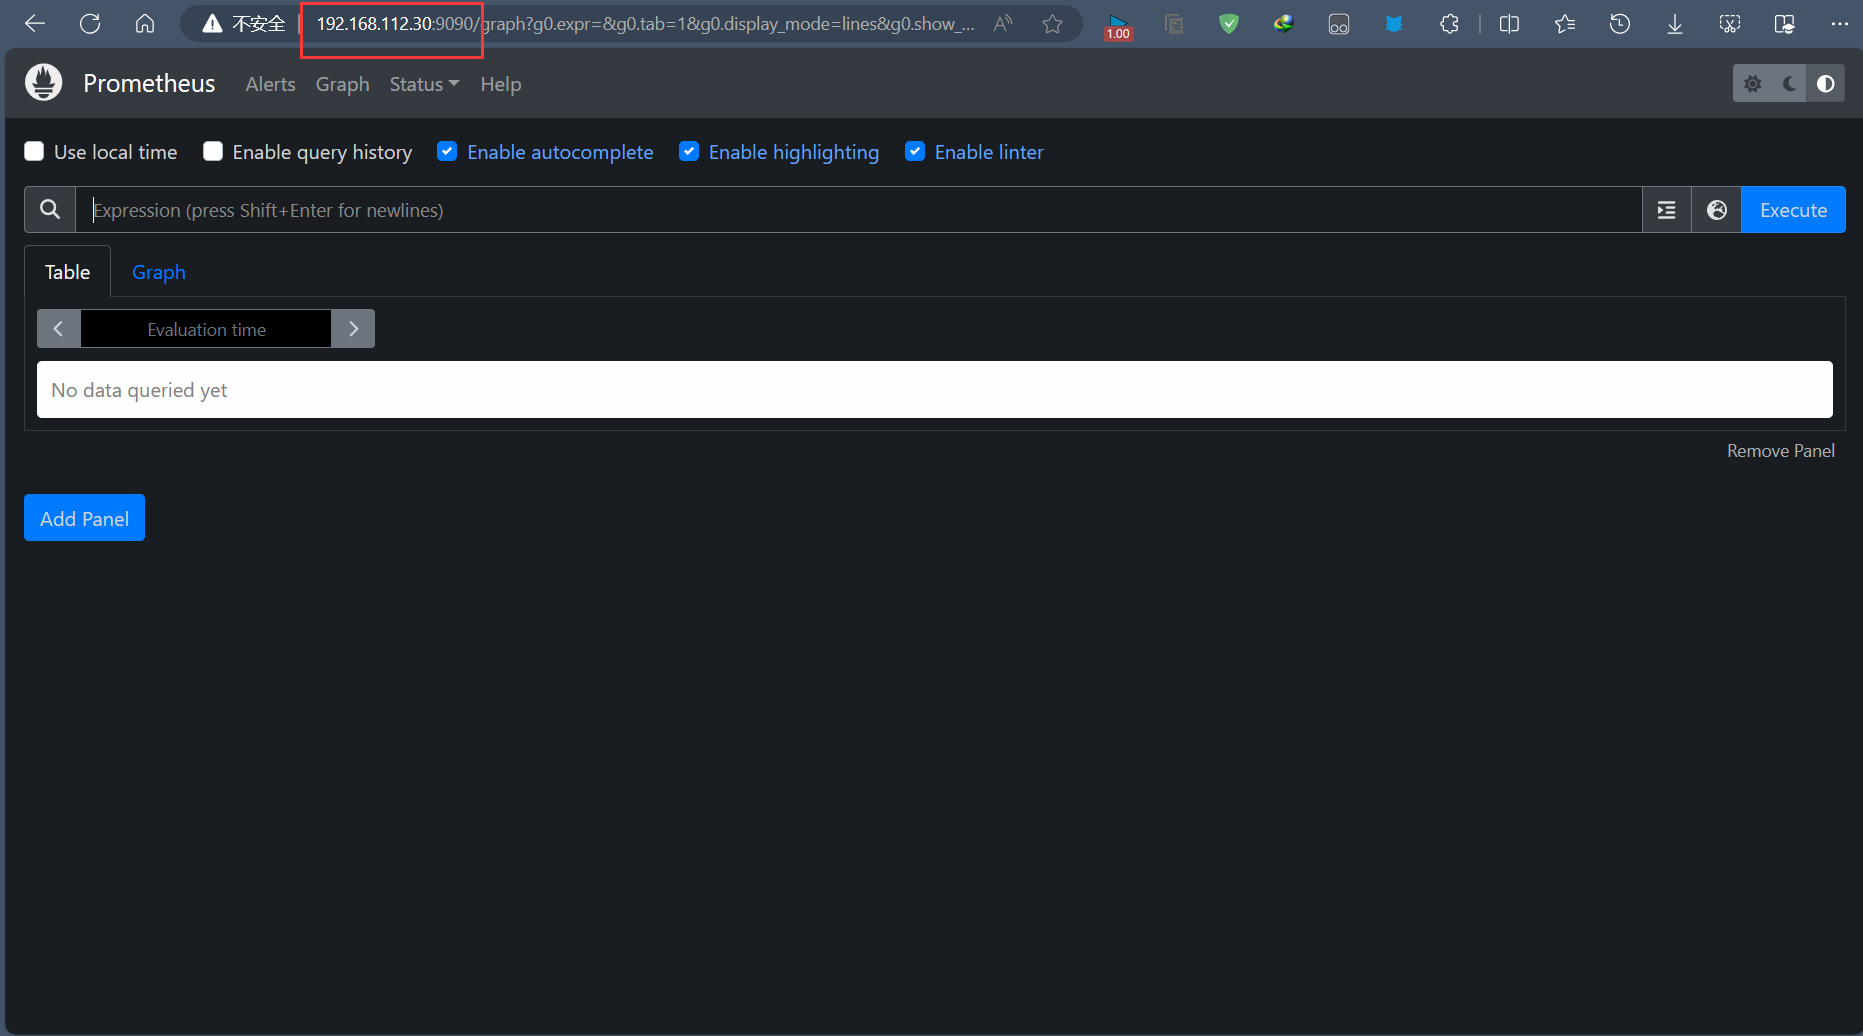 不安全 192.168.112.30:9090/graph?g0.expr=&g0.tab=1&g0.display_mode=lines&g0.show_...
1.00
Prometheus Alerts Graph Status Help
Use local time Enable query history Enable autocomplete Enable highlighting Enable linter
Expression (press Shift+Enter for newlines) Execute
Table Graph
Evaluation time
No data queried yet
Remove Panel
Add Panel